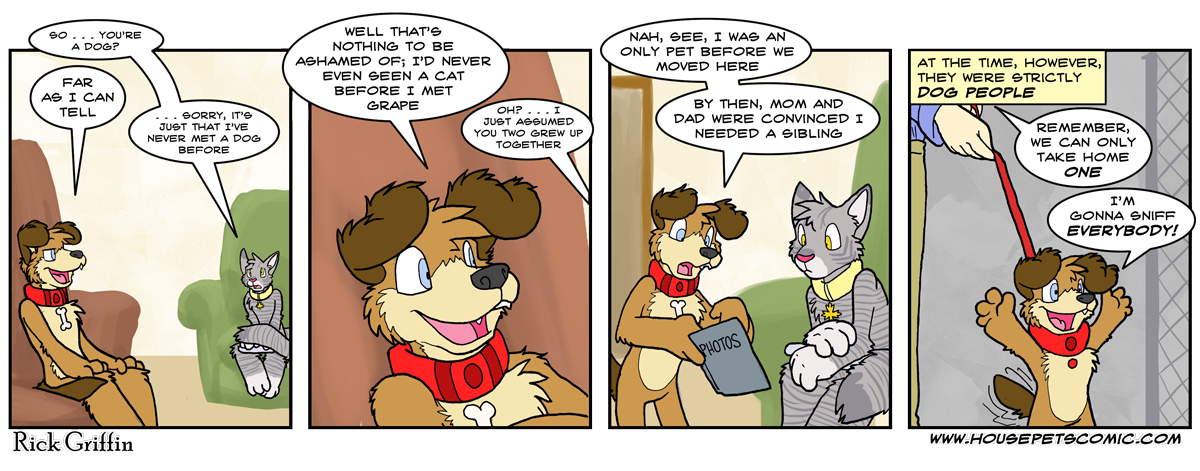 SO . . . YOU'RE
A DOG?
FAR
AS I CAN
TELL
. . . SORRY, IT'S
JUST THAT I'VE
NEVER MET A DOG
BEFORE
WELL THAT'S
NOTHING TO BE
ASHAMED OF; I'D NEVER
EVEN SEEN A CAT
BEFORE I MET
GRAPE
OH? . . . I
JUST ASSUMED
YOU TWO GREW UP
TOGETHER
NAH, SEE, I WAS AN
ONLY PET BEFORE WE
MOVED HERE
BY THEN, MOM AND
DAD WERE CONVINCED I
NEEDED A SIBLING
PHOTOS
AT THE TIME, HOWEVER,
THEY WERE STRICTLY
DOG PEOPLE
REMEMBER,
WE CAN ONLY
TAKE HOME
ONE
I'M
GONNA SNIFF
EVERYBODY!
Rick Griffin
WWW.HOUSEPETSCOMIC.COM